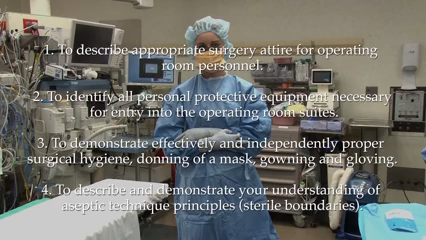 1. To describe appropriate surgery attire for operating
room personnel.
2. To identify all personal protective equipment necessary
for entry into the operating room suites.
3. To demonstrate effectively and independently proper
surgical hygiene, donning of a mask, gowning and gloving.
4. To describe and demonstrate your understanding of
aseptic technique principles (sterile boundaries).